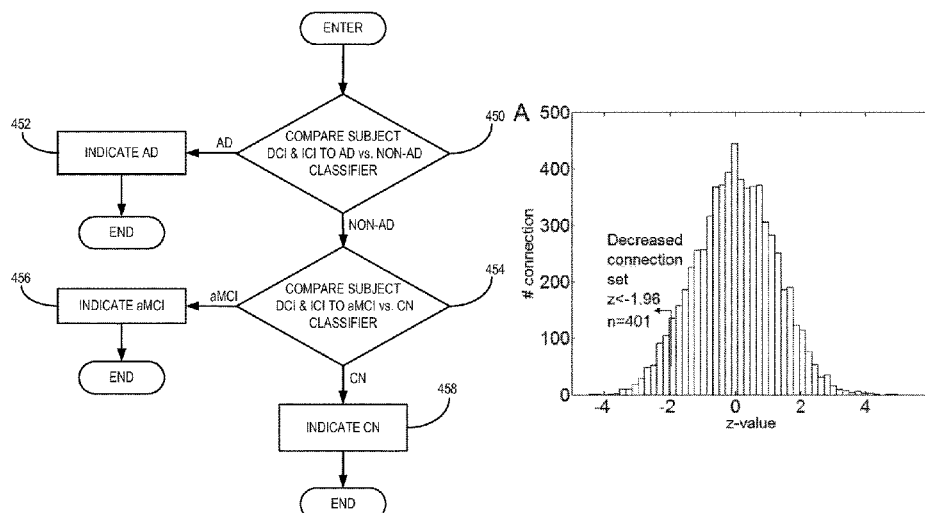 ENTER
450
COMPARE SUBJECT
DCI & ICI TO AD vs. NON-AD
CLASSIFIER
AD
452
INDICATE AD
END
NON-AD
454
COMPARE SUBJECT
DCI & ICI TO aMCI vs. CN
CLASSIFIER
aMCI
456
INDICATE aMCI
END
CN
458
INDICATE CN
END
A
500
400
300
200
100
0
# connection
Decreased
connection
set
z<-1.96
n=401
-4 -2 0 2 4
z-value